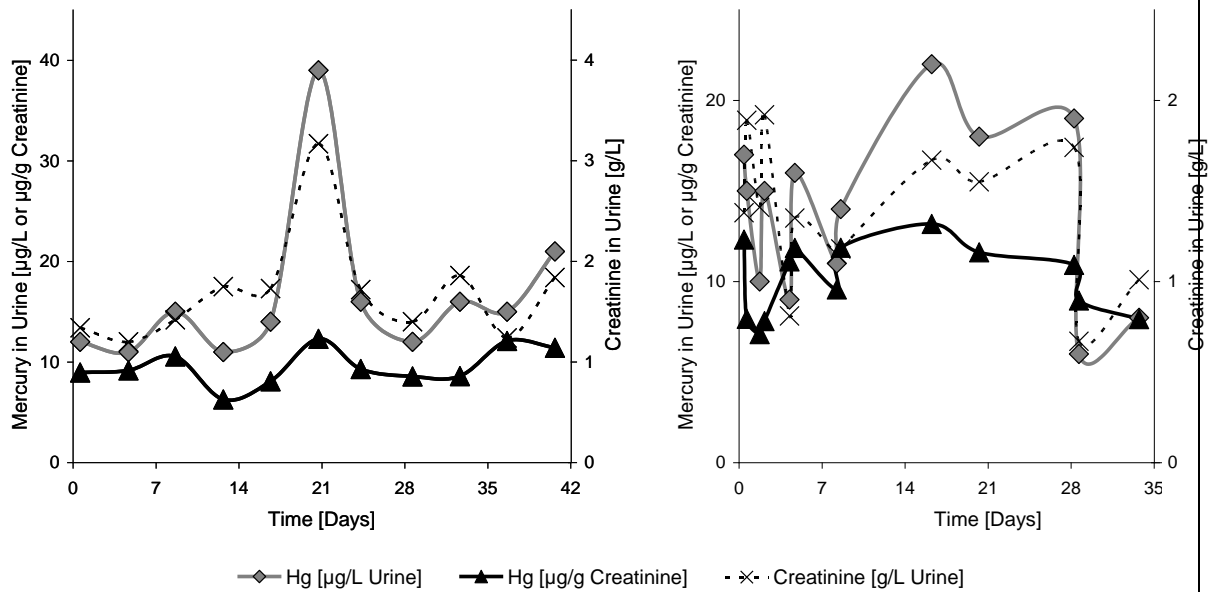 Mercury in Urine [µg/L or µg/g Creatinine]
40
30
20
10
0
4
3
2
1
0
Creatinine in Urine [g/L]
0 7 14 21 28 35 42
Time [Days]
Mercury in Urine [µg/L or µg/g Creatinine]
20
10
0
2
1
0
Creatinine in Urine [g/L]
0 7 14 21 28 35
Time [Days]
Hg [µg/L Urine] Hg [µg/g Creatinine] Creatinine [g/L Urine]